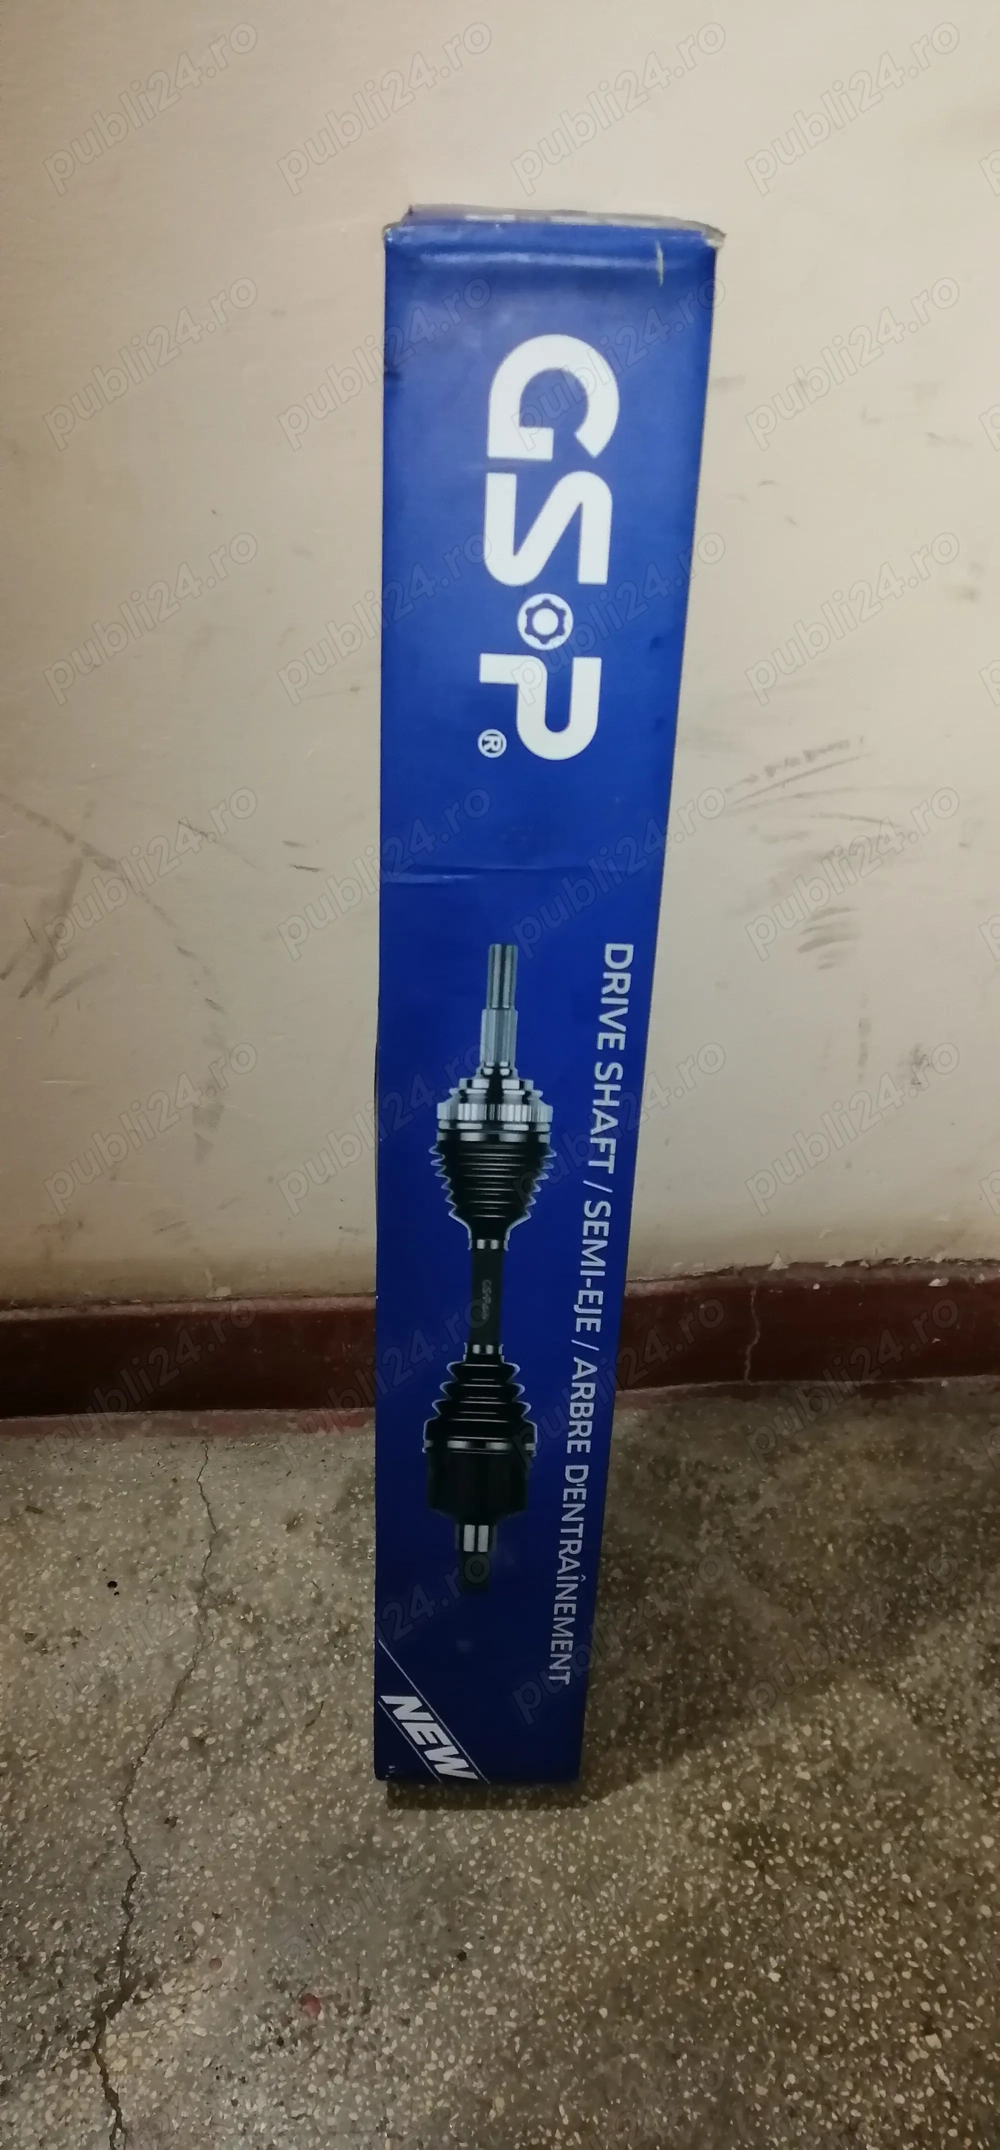 GSP®
DRIVE SHAFT / SEMI-EJE / ARBRE D'ENTRAÎNEMENT
NEW
publi24.ro